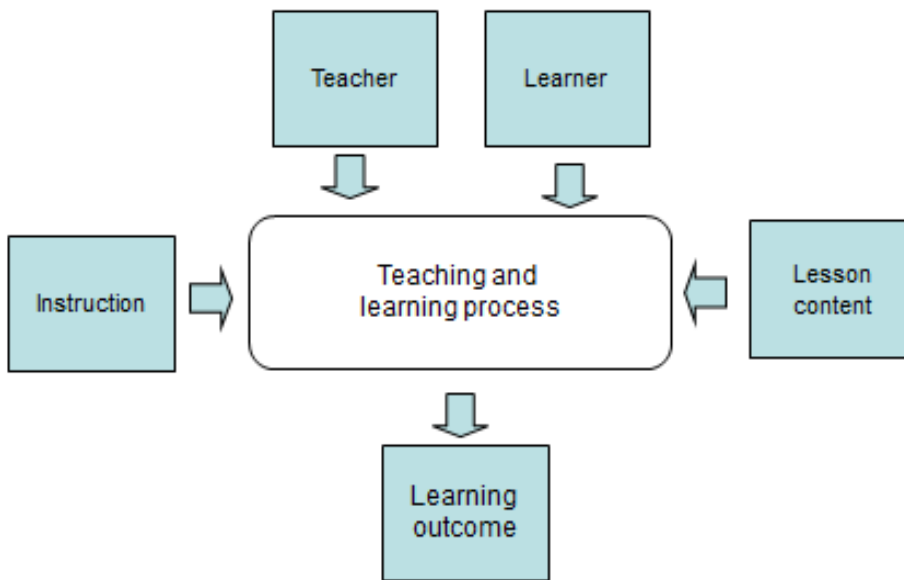 Teacher
Learner
Instruction
Teaching and
learning process
Lesson
content
Learning
outcome